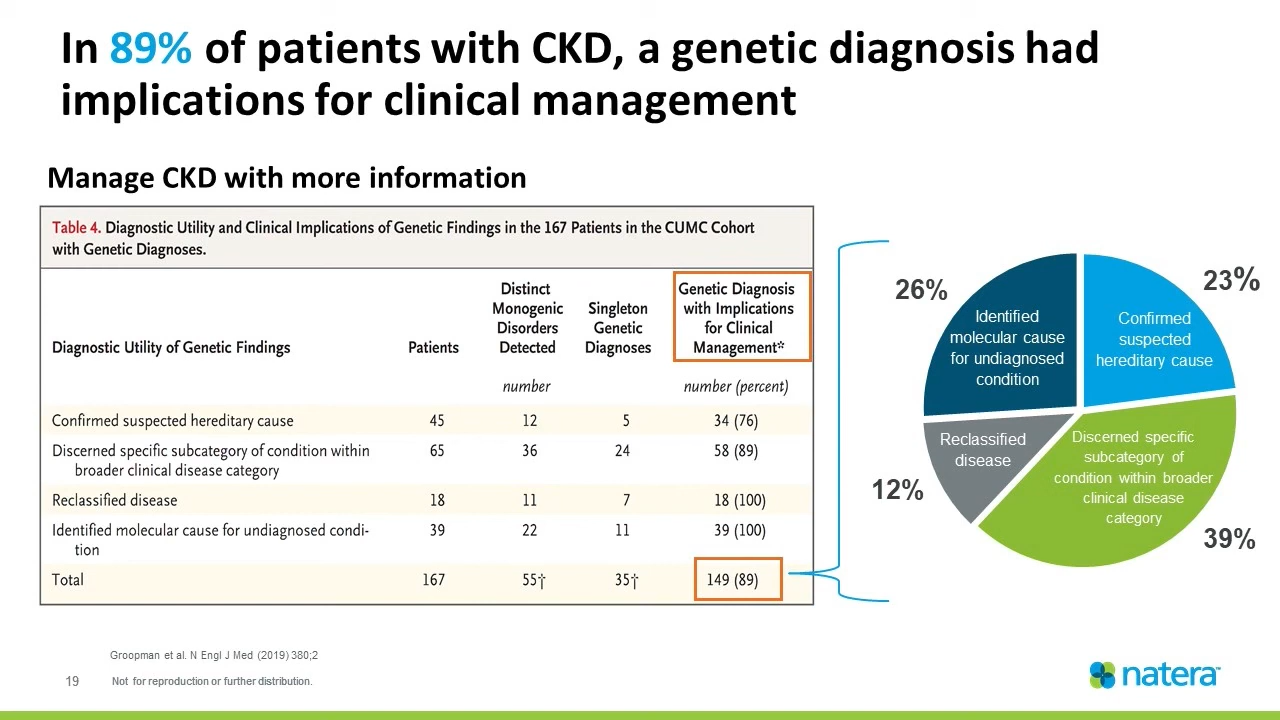 In 89% of patients with CKD, a genetic diagnosis had
implications for clinical management
Manage CKD with more information
Table 4. Diagnostic Utility and Clinical Implications of Genetic Findings in the 167 Patients in the CUMC Cohort
with Genetic Diagnoses.
Diagnostic Utility of Genetic Findings
Patients
Distinct
Monogenic
Disorders
Detected
Singleton
Genetic
Diagnoses
Genetic Diagnosis
with Implications
for Clinical
Management*
number
number (percent)
Confirmed suspected hereditary cause 45 12 5 34 (76)
Discerned specific subcategory of condition within 65 36 24 58 (89)
broader clinical disease category
Reclassified disease 18 11 7 18 (100)
Identified molecular cause for undiagnosed condi- 39 22 11 39 (100)
tion
Total 167 55† 35† 149 (89)
26%
Identified
molecular cause
for undiagnosed
condition
23%
Confirmed
suspected
hereditary cause
12%
Reclassified
disease
Discerned specific
subcategory of
condition within broader
clinical disease
category
39%
Groopman et al. N Engl J Med (2019) 380;2
19 Not for reproduction or further distribution.
natera™